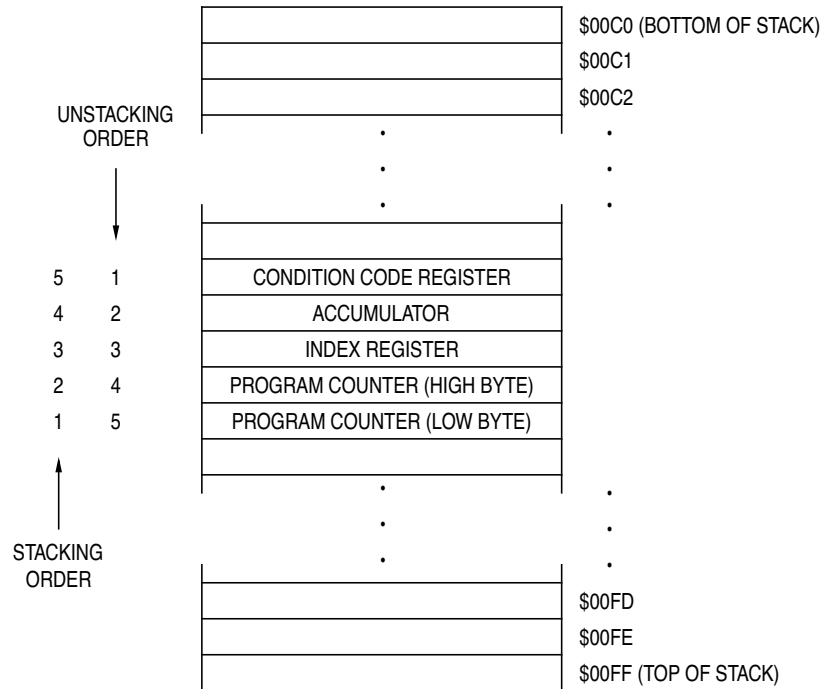 $00C0 (BOTTOM OF STACK)
$00C1
$00C2
UNSTACKING
ORDER
5 1 CONDITION CODE REGISTER
4 2 ACCUMULATOR
3 3 INDEX REGISTER
2 4 PROGRAM COUNTER (HIGH BYTE)
1 5 PROGRAM COUNTER (LOW BYTE)
STACKING
ORDER
$00FD
$00FE
$00FF (TOP OF STACK)